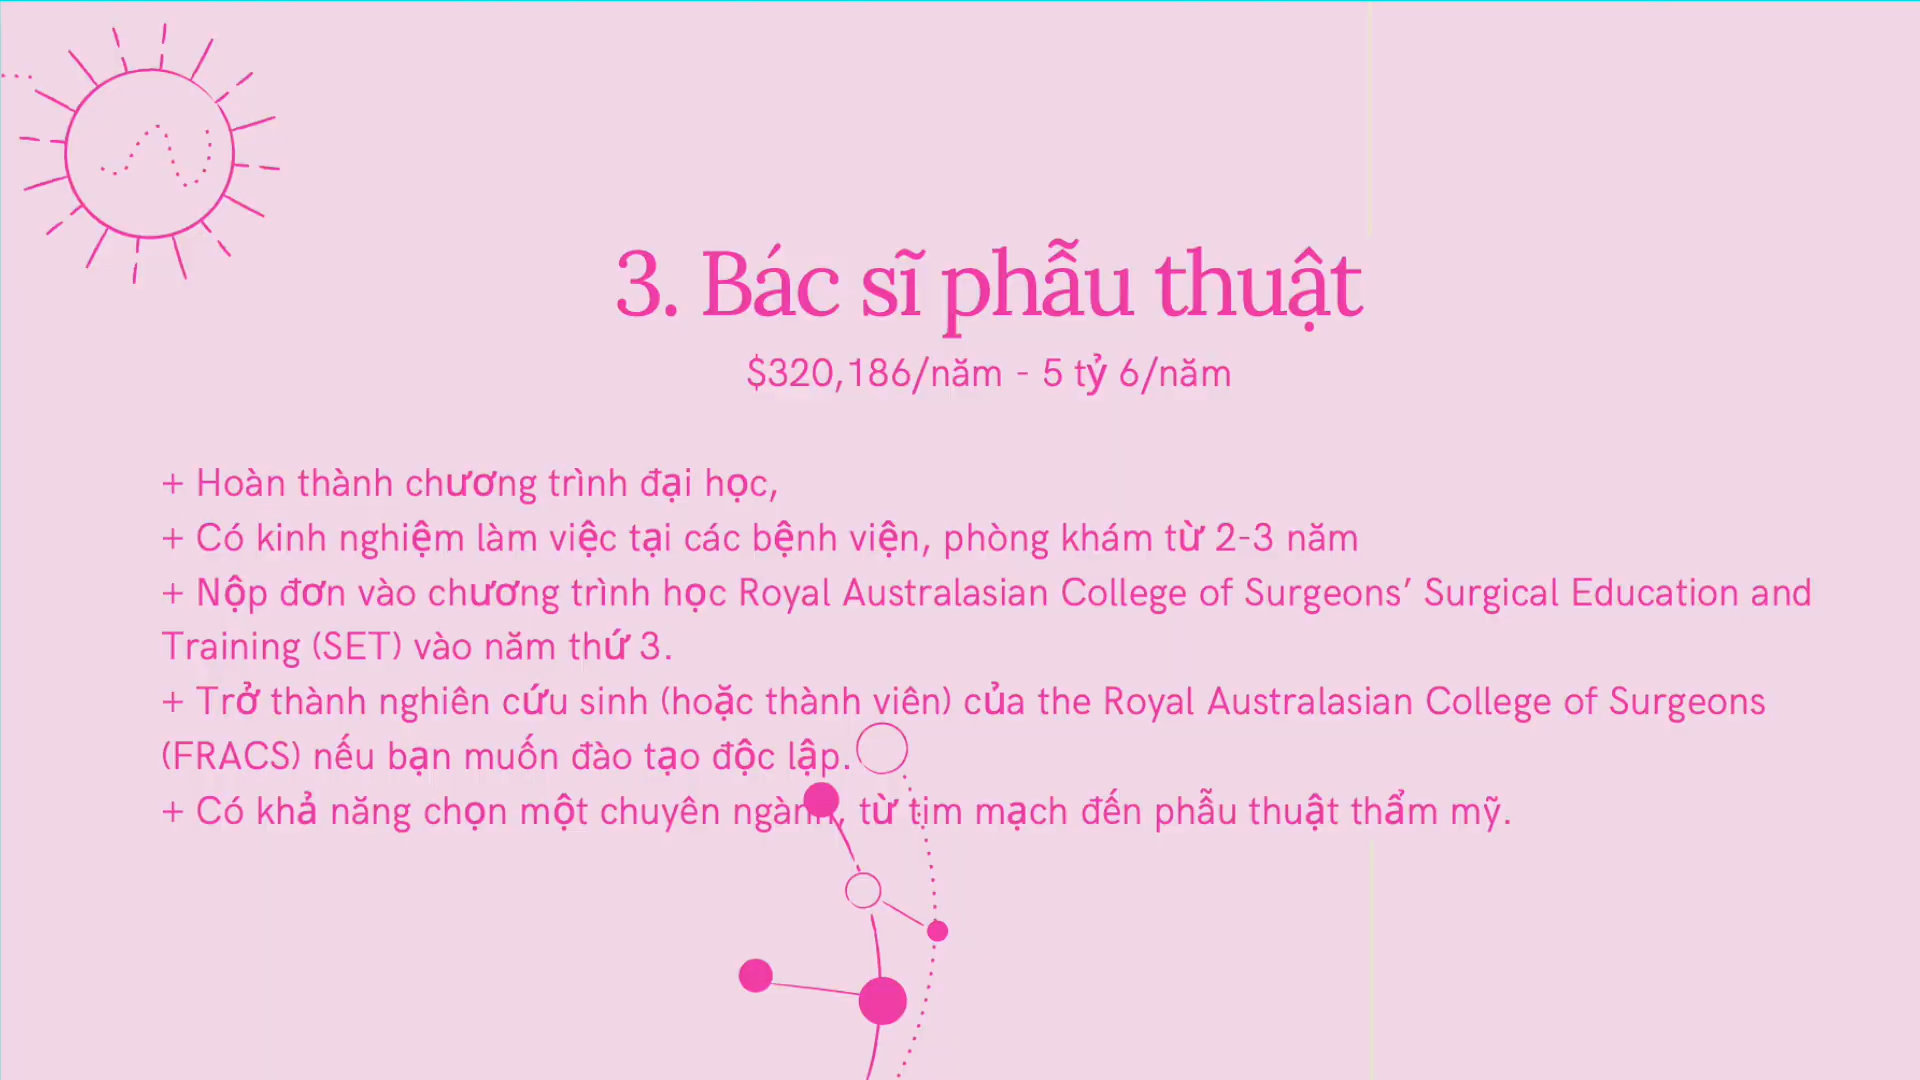 3. Bác sĩ phẫu thuật
$320,186/năm - 5 tỷ 6/năm
+ Hoàn thành chương trình đại học,
+ Có kinh nghiệm làm việc tại các bệnh viện, phòng khám từ 2-3 năm
+ Nộp đơn vào chương trình học Royal Australasian College of Surgeons’ Surgical Education and
Training (SET) vào năm thứ 3.
+ Trở thành nghiên cứu sinh (hoặc thành viên) của the Royal Australasian College of Surgeons
(FRACS) nếu bạn muốn đào tạo độc lập.
+ Có khả năng chọn một chuyên ngành, từ tim mạch đến phẫu thuật thẩm mỹ.